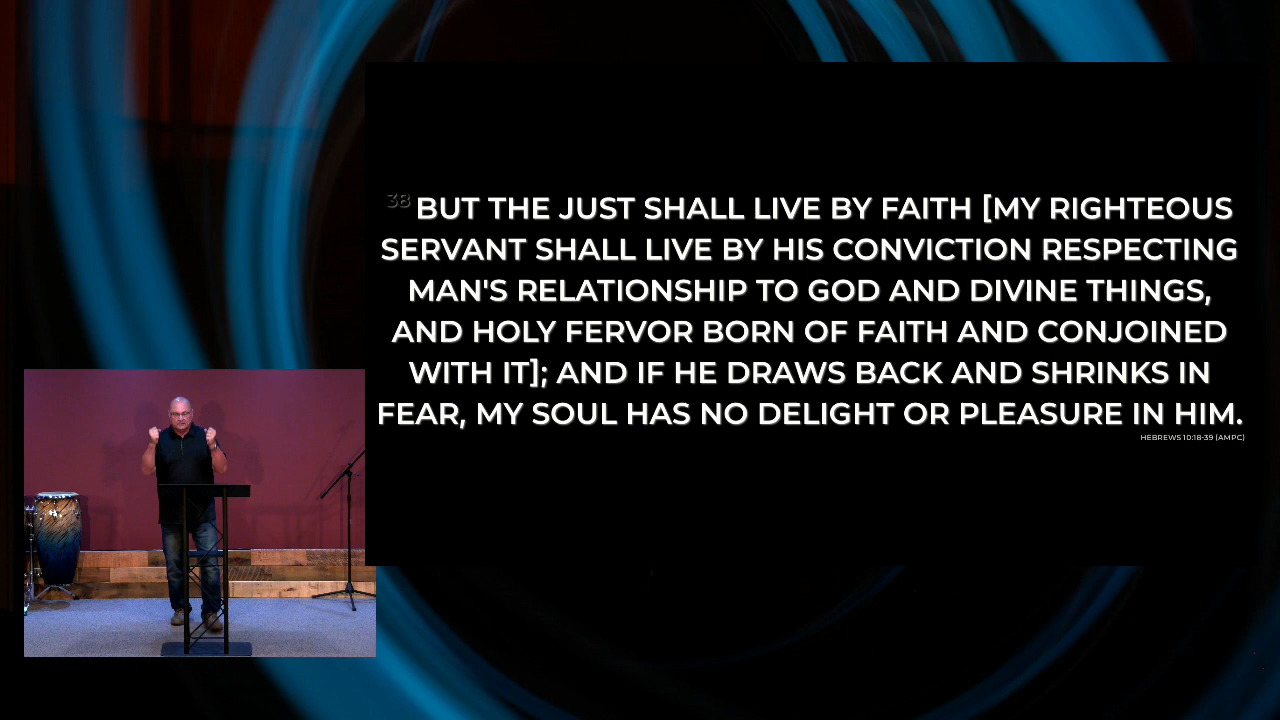 38 BUT THE JUST SHALL LIVE BY FAITH [MY RIGHTEOUS
SERVANT SHALL LIVE BY HIS CONVICTION RESPECTING
MAN'S RELATIONSHIP TO GOD AND DIVINE THINGS,
AND HOLY FERVOR BORN OF FAITH AND CONJOINED
WITH IT]; AND IF HE DRAWS BACK AND SHRINKS IN
FEAR, MY SOUL HAS NO DELIGHT OR PLEASURE IN HIM.
HEBREWS 10:18-39 (AMPC)